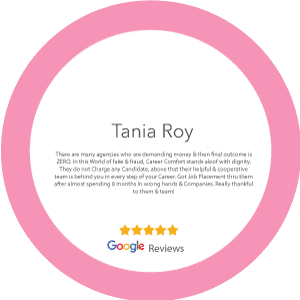 Tania Roy
There are many agencies who are demanding money & then final outcome is
ZERO. In this World of fake & fraud, Career Comfort stands aloof with dignity.
They do not Charge any Candidate, above that their helpful & cooperative
team is behind you in every step of your Career. Got Job Placement thru them
after almost spending 8 months in wrong hands & Companies. Really thankful
to them & team!
Google Reviews